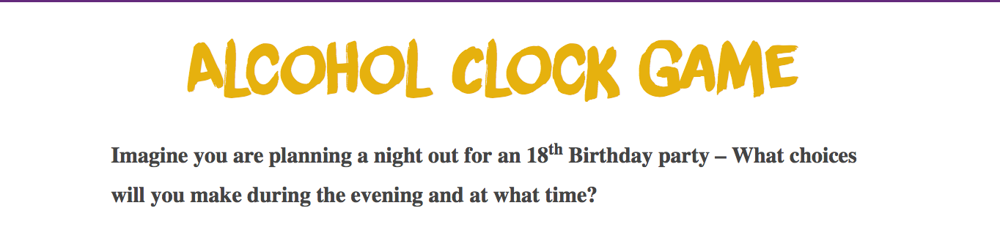 ALCOHOL CLOCK GAME
Imagine you are planning a night out for an 18th Birthday party – What choices
will you make during the evening and at what time?